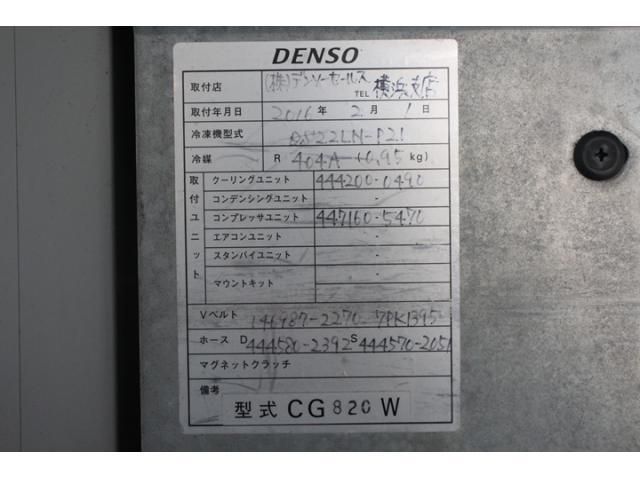 DENSO
取付店 (株)デンソーセールス TEL 横浜支店
取付年月日 2016年 2月 1日
冷凍機型式
冷媒 R 404A (0.95 kg)
取付ユニット
クーリングユニット 444200-0490
コンデンシングユニット -
コンプレッサユニット 447160-5470
エアコンユニット -
スタンバイユニット -
マウントキット -
-
Vベルト 146987-2270 7PK1395
ホース D 444580-2392 S 444570-2051
マグネットクラッチ
備考
型式 CG820W